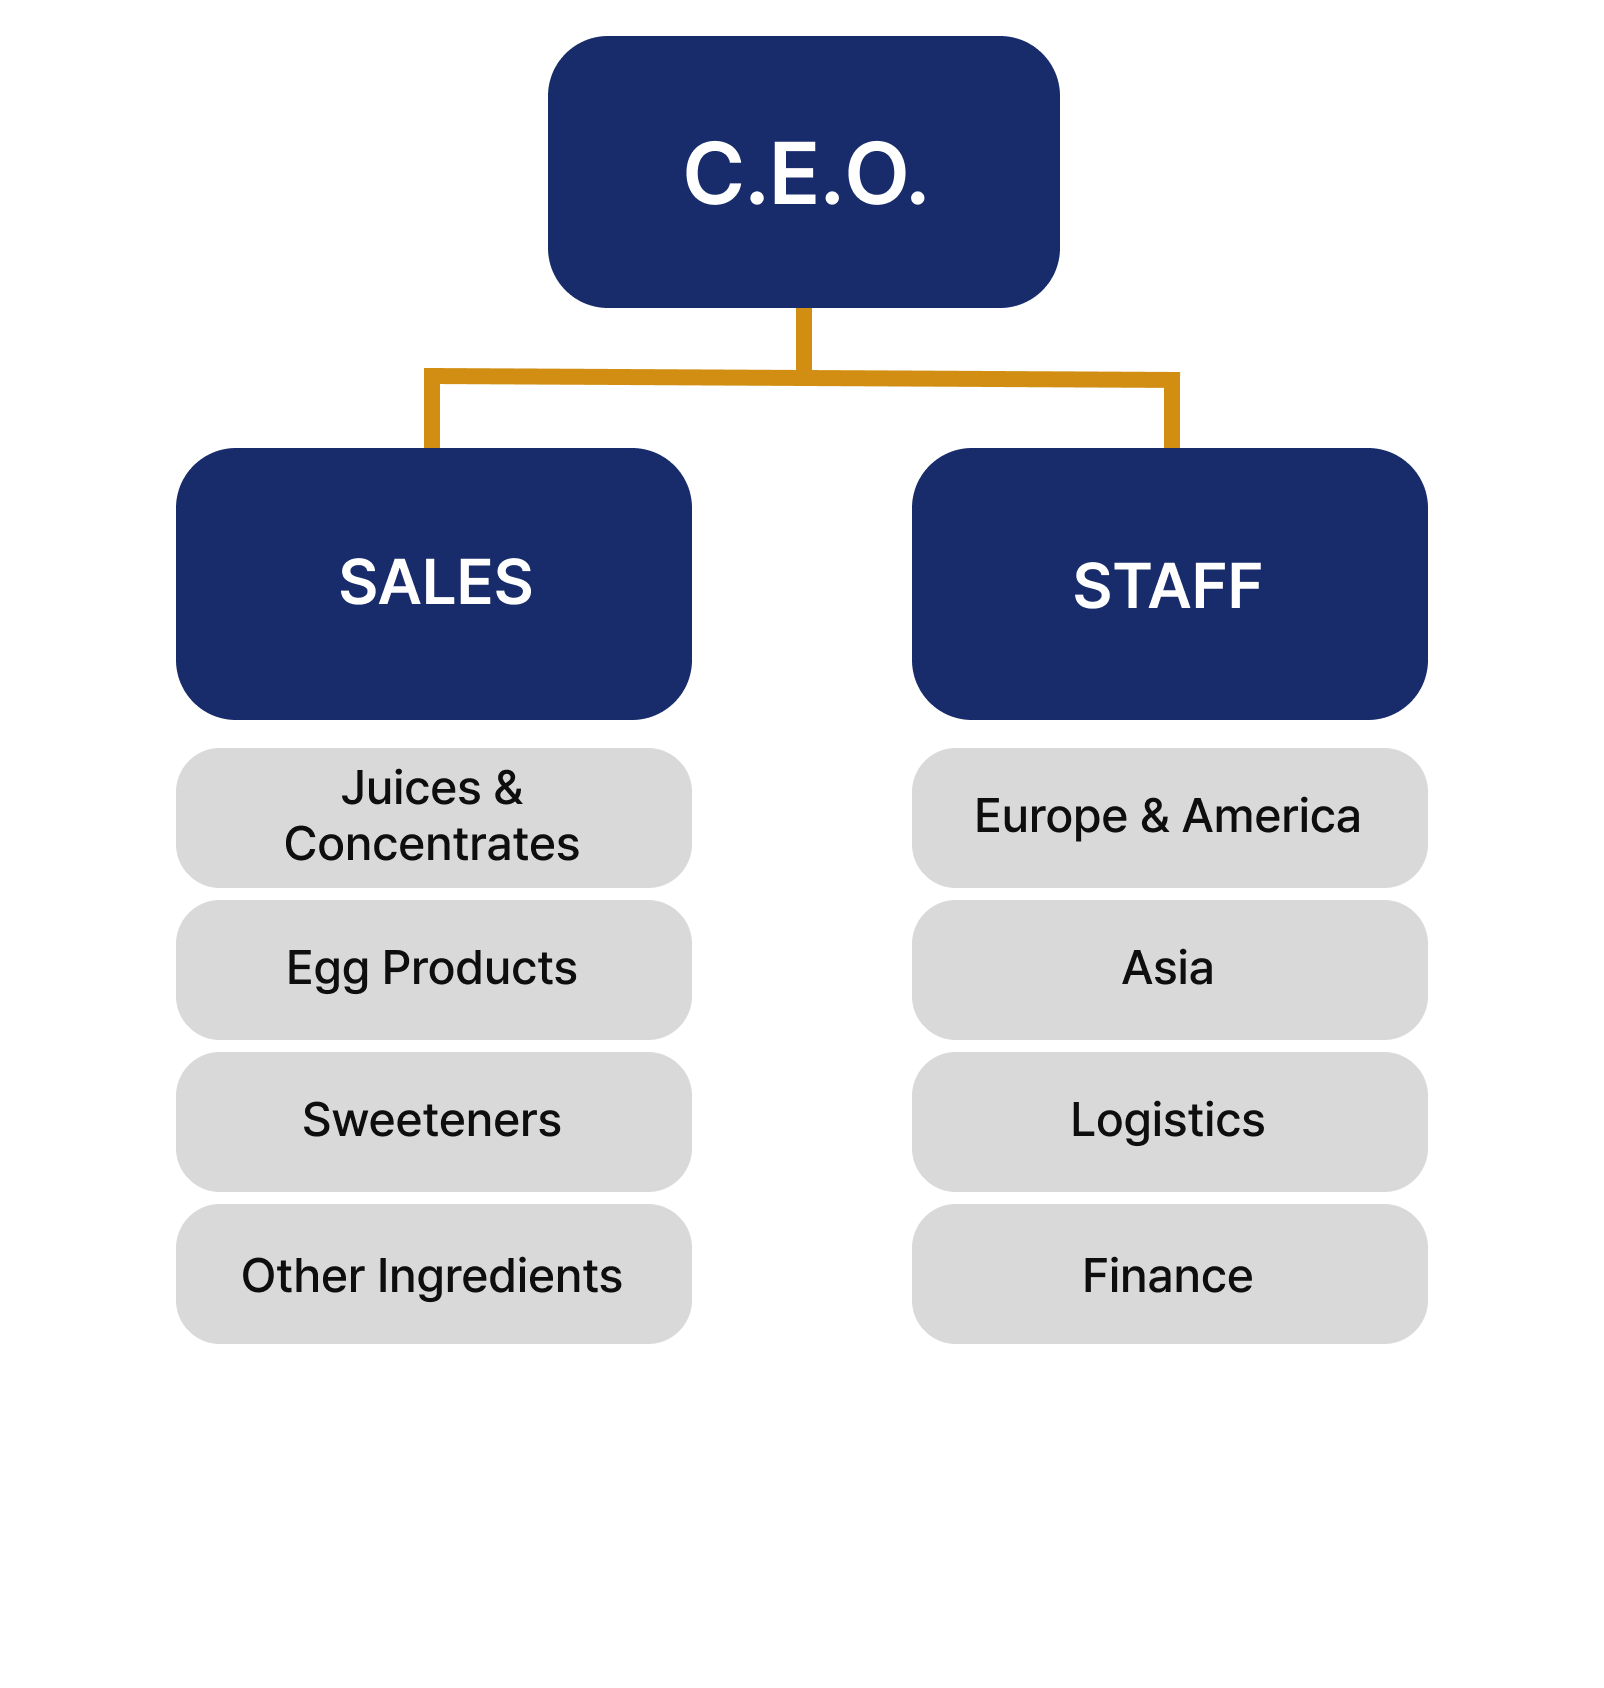 C.E.O.
SALES
STAFF
Juices &
Concentrates
Europe & America
Egg Products
Asia
Sweeteners
Logistics
Other Ingredients
Finance